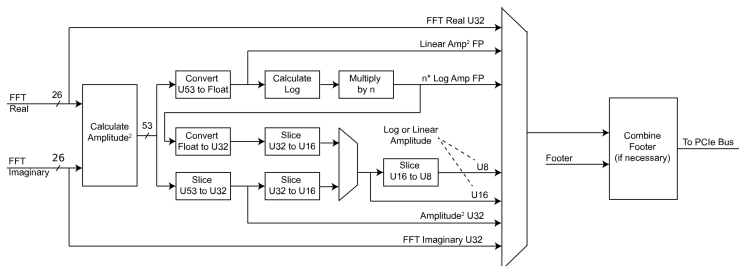 FFT Real U32
Linear Amp² FP
n* Log Amp FP
FFT
Real
26
Calculate
Amplitude²
53
Convert
U53 to Float
Calculate
Log
Multiply
by n
FFT
Imaginary
26
Convert
Float to U32
Slice
U32 to U16
Slice
U53 to U32
Slice
U32 to U16
Slice
U16 to U8
Log or Linear
Amplitude
U8
U16
Amplitude² U32
FFT Imaginary U32
Footer
Combine
Footer
(if necessary)
To PCIe Bus